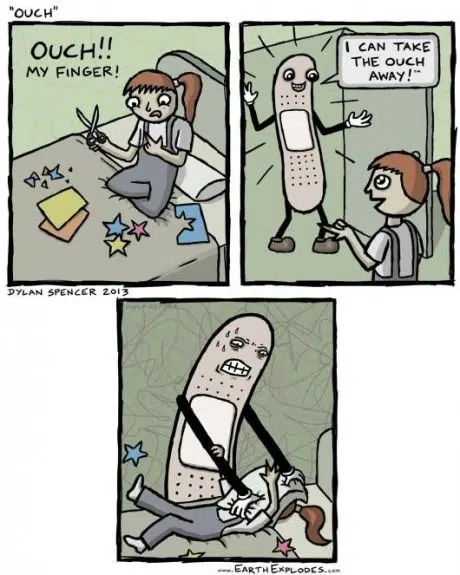 "OUCH"
OUCH!!
MY FINGER!
I CAN TAKE
THE OUCH
AWAY!™
DYLAN SPENCER 2013
www.EARTHEXPLODES.com